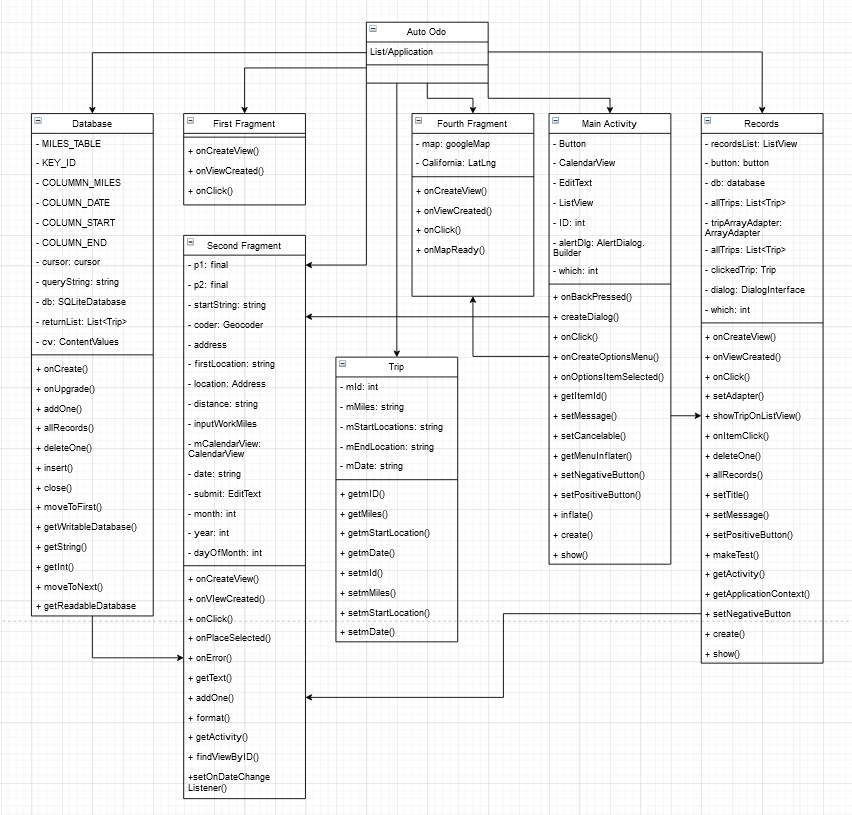 Auto Odo
List/Application
Database
- MILES_TABLE
- KEY_ID
- COLUMMN_MILES
- COLUMN_DATE
- COLUMN_START
- COLUMN_END
- cursor: cursor
- queryString: string
- db: SQLiteDatabase
- returnList: List<Trip>
- cv: ContentValues
+ onCreate()
+ onUpgrade()
+ addOne()
+ allRecords()
+ deleteOne()
+ insert()
+ close()
+ moveToFirst()
+ getWritableDatabase()
+ getString()
+ getInt()
+ moveToNext()
+ getReadableDatabase
First Fragment
+ onCreateView()
+ onViewCreated()
+ onClick()
Second Fragment
- p1: final
- p2: final
- startString: string
- coder: Geocoder
- address
- firstLocation: string
- location: Address
- distance: string
- inputWorkMiles
- mCalendarView:
CalendarView
- date: string
- submit: EditText
- month: int
- year: int
- dayOfMonth: int
+ onCreateView()
+ onVIewCreated()
+ onClick()
+ onPlaceSelected()
+ onError()
+ getText()
+ addOne()
+ format()
+ getActivity()
+ findViewByID()
+setOnDateChange
Listener()
Trip
- mId: int
- mMiles: string
- mStartLocations: string
- mEndLocation: string
- mDate: string
+ getmID()
+ getMiles()
+ getmStartLocation()
+ getmDate()
+ setmId()
+ setmMiles()
+ setmStartLocation()
+ setmDate()
Fourth Fragment
- map: googleMap
- California: LatLng
+ onCreateView()
+ onViewCreated()
+ onClick()
+ onMapReady()
Main Activity
- Button
- CalendarView
- EditText
- ListView
- ID: int
- alertDlg: AlertDialog.
Builder
- which: int
+ onBackPressed()
+ createDialog()
+ onClick()
+ onCreateOptionsMenu()
+ onOptionsItemSelected()
+ getItemId()
+ setMessage()
+ setCancelable()
+ getMenuInflater()
+ setNegativeButton()
+ setPositiveButton()
+ inflate()
+ create()
+ show()
Records
- recordsList: ListView
- button: button
- db: database
- allTrips: List<Trip>
- tripArrayAdapter:
ArrayAdapter
- allTrips: List<Trip>
- clickedTrip: Trip
- dialog: DialogInterface
- which: int
+ onCreateView()
+ onViewCreated()
+ onClick()
+ setAdapter()
+ showTripOnListView()
+ onItemClick()
+ deleteOne()
+ allRecords()
+ setTitle()
+ setMessage()
+ setPositiveButton()
+ makeTest()
+ getActivity()
+ getApplicationContext()
+ setNegativeButton
+ create()
+ show()